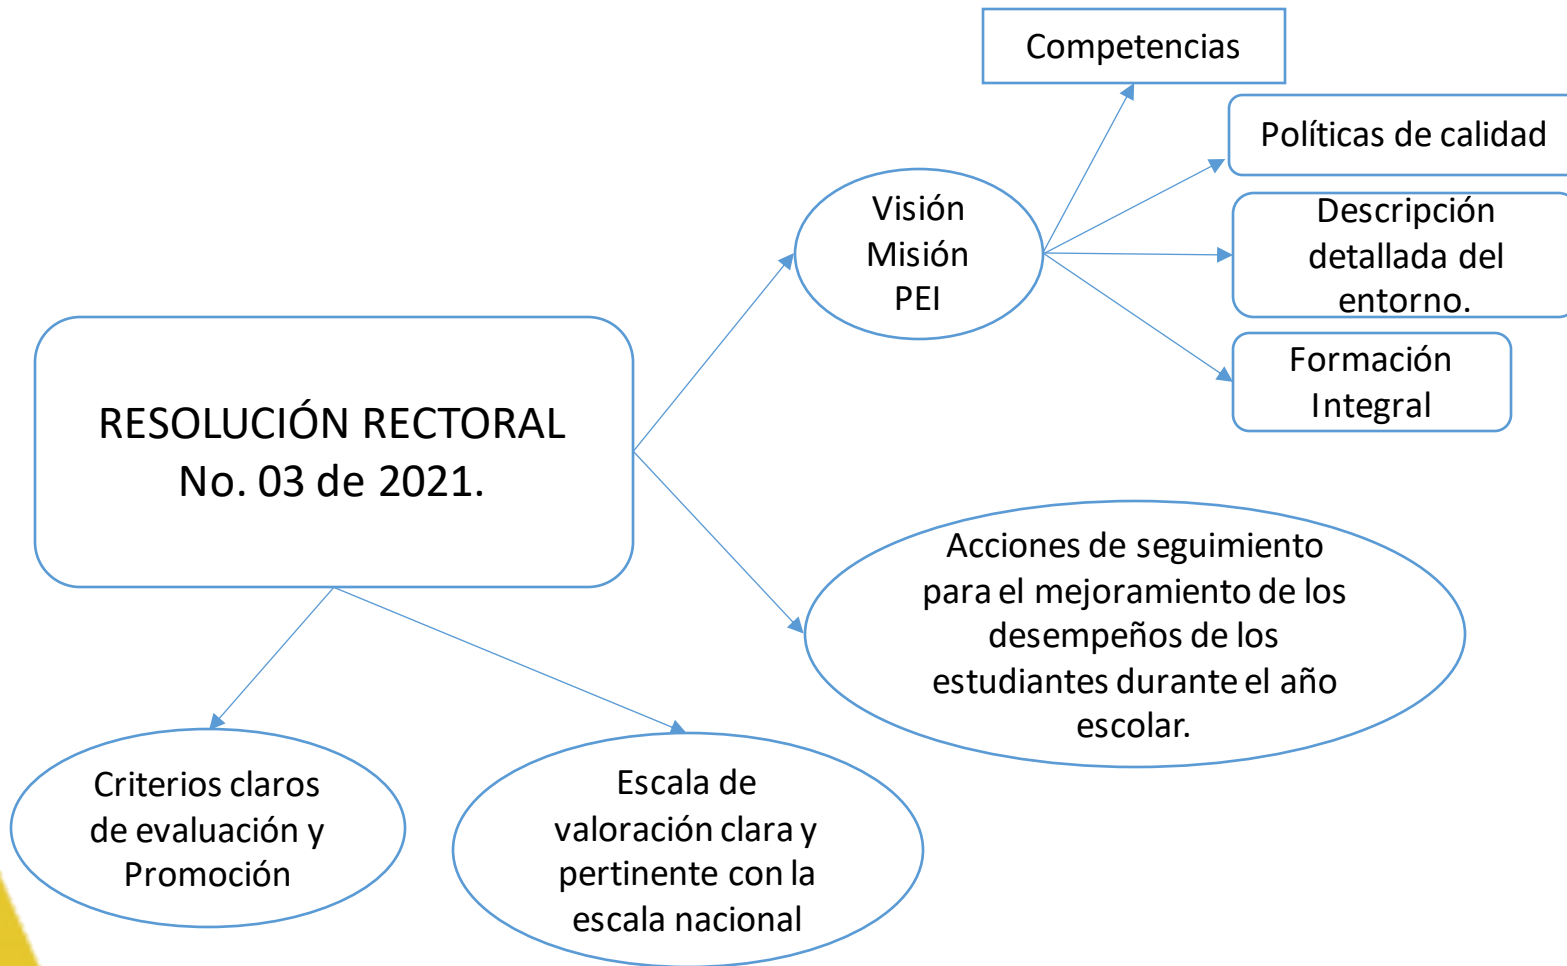 Competencias
Políticas de calidad
Visión
Misión
PEI
Descripción
detallada del
entorno.
Formación
Integral
RESOLUCIÓN RECTORAL
No. 03 de 2021.
Acciones de seguimiento
para el mejoramiento de los
desempeños de los
estudiantes durante el año
escolar.
Criterios claros
de evaluación y
Promoción
Escala de
valoración clara y
pertinente con la
escala nacional